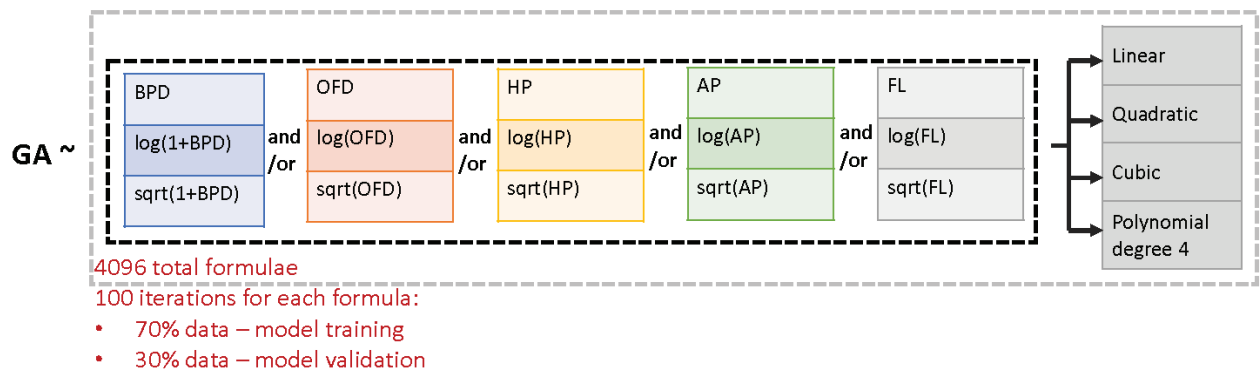 GA ~
BPD
log(1+BPD)
sqrt(1+BPD)
and
/or
OFD
log(OFD)
sqrt(OFD)
and
/or
HP
log(HP)
sqrt(HP)
and
/or
AP
log(AP)
sqrt(AP)
and
/or
FL
log(FL)
sqrt(FL)
Linear
Quadratic
Cubic
Polynomial
degree 4
4096 total formulae
100 iterations for each formula:
• 70% data – model training
• 30% data – model validation